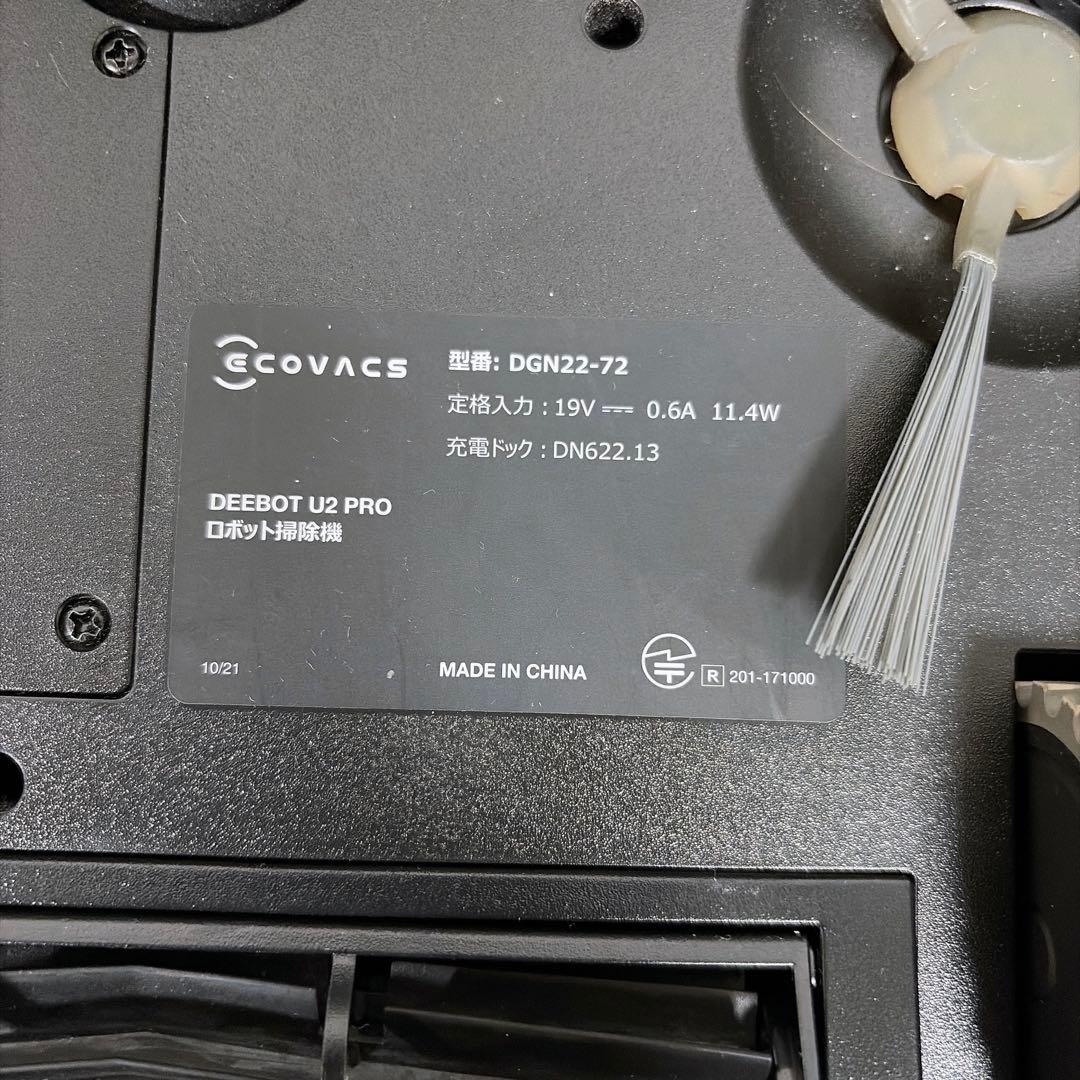 ECOVACS
型番: DGN22-72
定格入力 : 19V ⎓ 0.6A 11.4W
充電ドック : DN622.13
DEEBOT U2 PRO
ロボット掃除機
10/21
MADE IN CHINA
R 201-171000